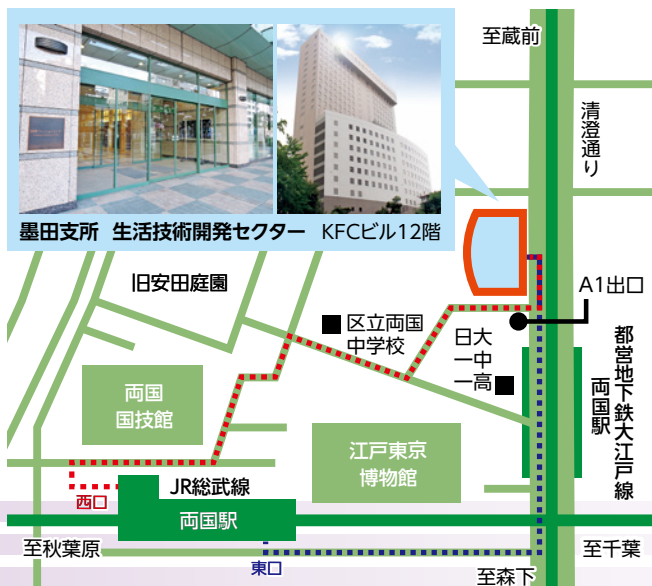 至蔵前
清澄通り
墨田支所 生活技術開発セクター KFCビル12階
旧安田庭園
A1出口
区立両国
中学校
日大
一中
一高
都営地下鉄大江戸線
両国駅
両国
国技館
江戸東京
博物館
JR総武線
西口
両国駅
至秋葉原
東口
至千葉
至森下